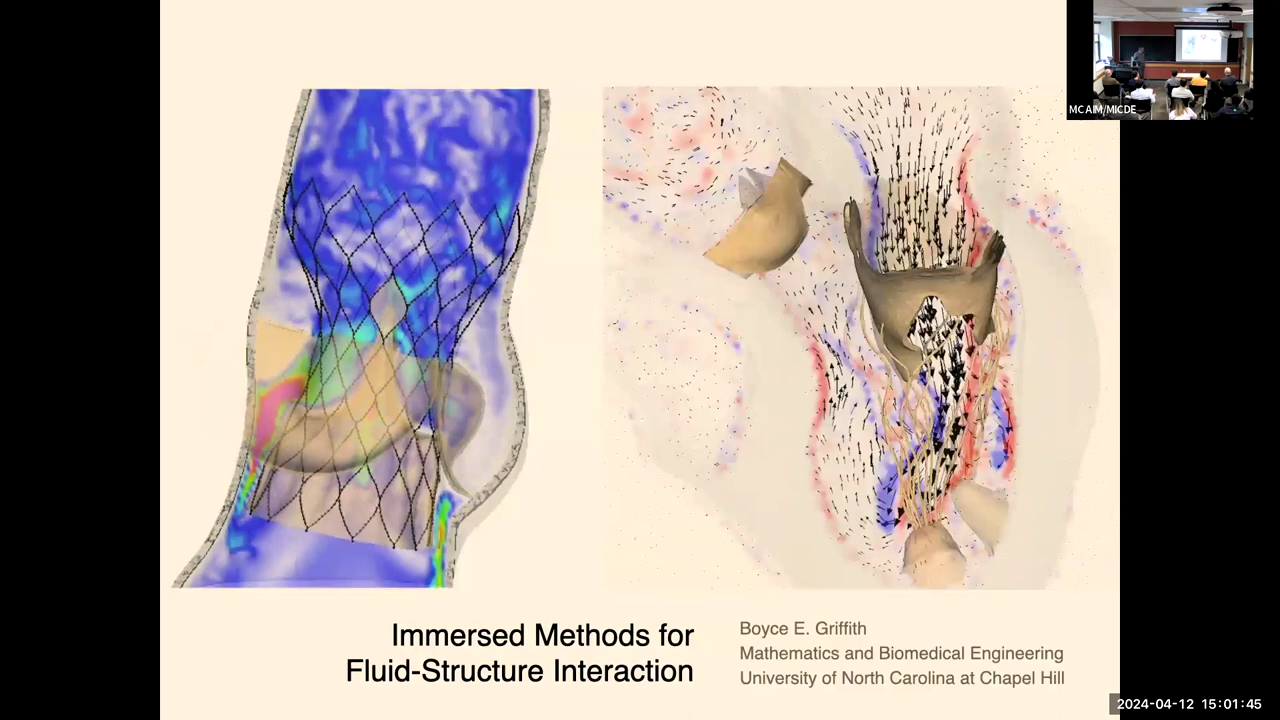 MCAIM/MICDE
Immersed Methods for
Fluid-Structure Interaction
Boyce E. Griffith
Mathematics and Biomedical Engineering
University of North Carolina at Chapel Hill
2024-04-12 15:01:45